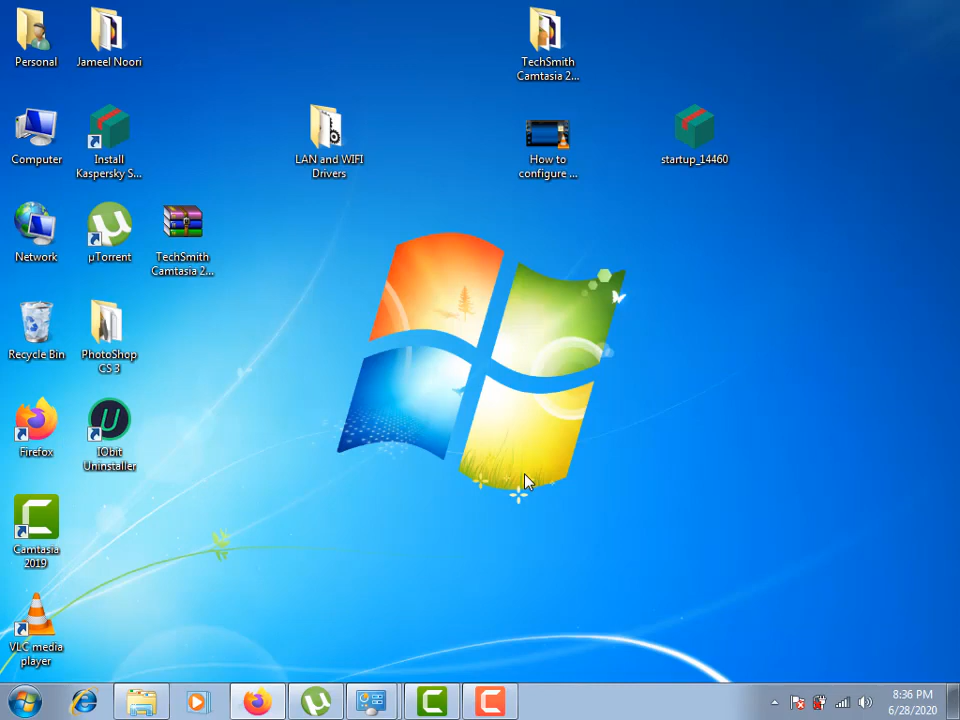 Personal
Jameel Noori
TechSmith
Camtasia 2...
Computer
Install
Kaspersky S...
LAN and WIFI
Drivers
How to
configure ...
startup_14460
Network
µTorrent
TechSmith
Camtasia 2...
Recycle Bin
PhotoShop
CS 3
Firefox
IObit
Uninstaller
Camtasia
2019
VLC media
player
8:36 PM
6/28/2020